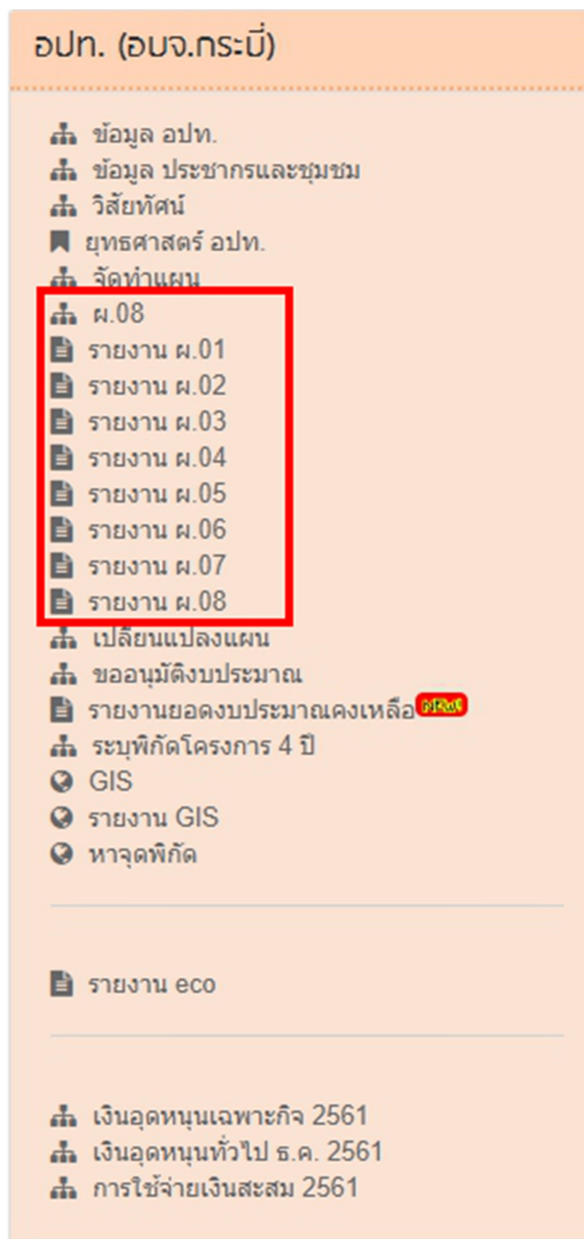 อปท. (อบจ.กระบี่)
ข้อมูล อปท.
ข้อมูล ประชากรและชุมชม
วิสัยทัศน์
ยุทธศาสตร์ อปท.
จัดทำแผน
ผ.08
รายงาน ผ.01
รายงาน ผ.02
รายงาน ผ.03
รายงาน ผ.04
รายงาน ผ.05
รายงาน ผ.06
รายงาน ผ.07
รายงาน ผ.08
เปลี่ยนแปลงแผน
ขออนุมัติงบประมาณ
รายงานยอดงบประมาณคงเหลือ NEW!
ระบุพิกัดโครงการ 4 ปี
GIS
รายงาน GIS
หาจุดพิกัด
รายงาน eco
เงินอุดหนุนเฉพาะกิจ 2561
เงินอุดหนุนทั่วไป ธ.ค. 2561
การใช้จ่ายเงินสะสม 2561